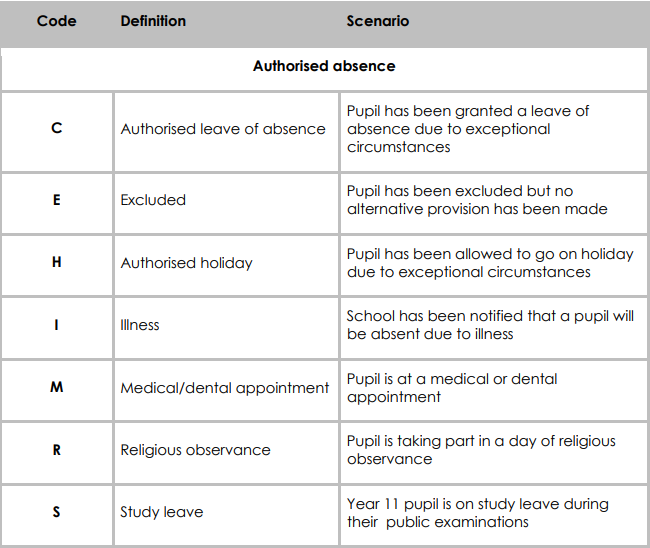 Code Definition Scenario
Authorised absence
C Authorised leave of absence Pupil has been granted a leave of
absence due to exceptional
circumstances
E Excluded Pupil has been excluded but no
alternative provision has been made
H Authorised holiday Pupil has been allowed to go on holiday
due to exceptional circumstances
I Illness School has been notified that a pupil will
be absent due to illness
M Medical/dental appointment Pupil is at a medical or dental
appointment
R Religious observance Pupil is taking part in a day of religious
observance
S Study leave Year 11 pupil is on study leave during
their public examinations